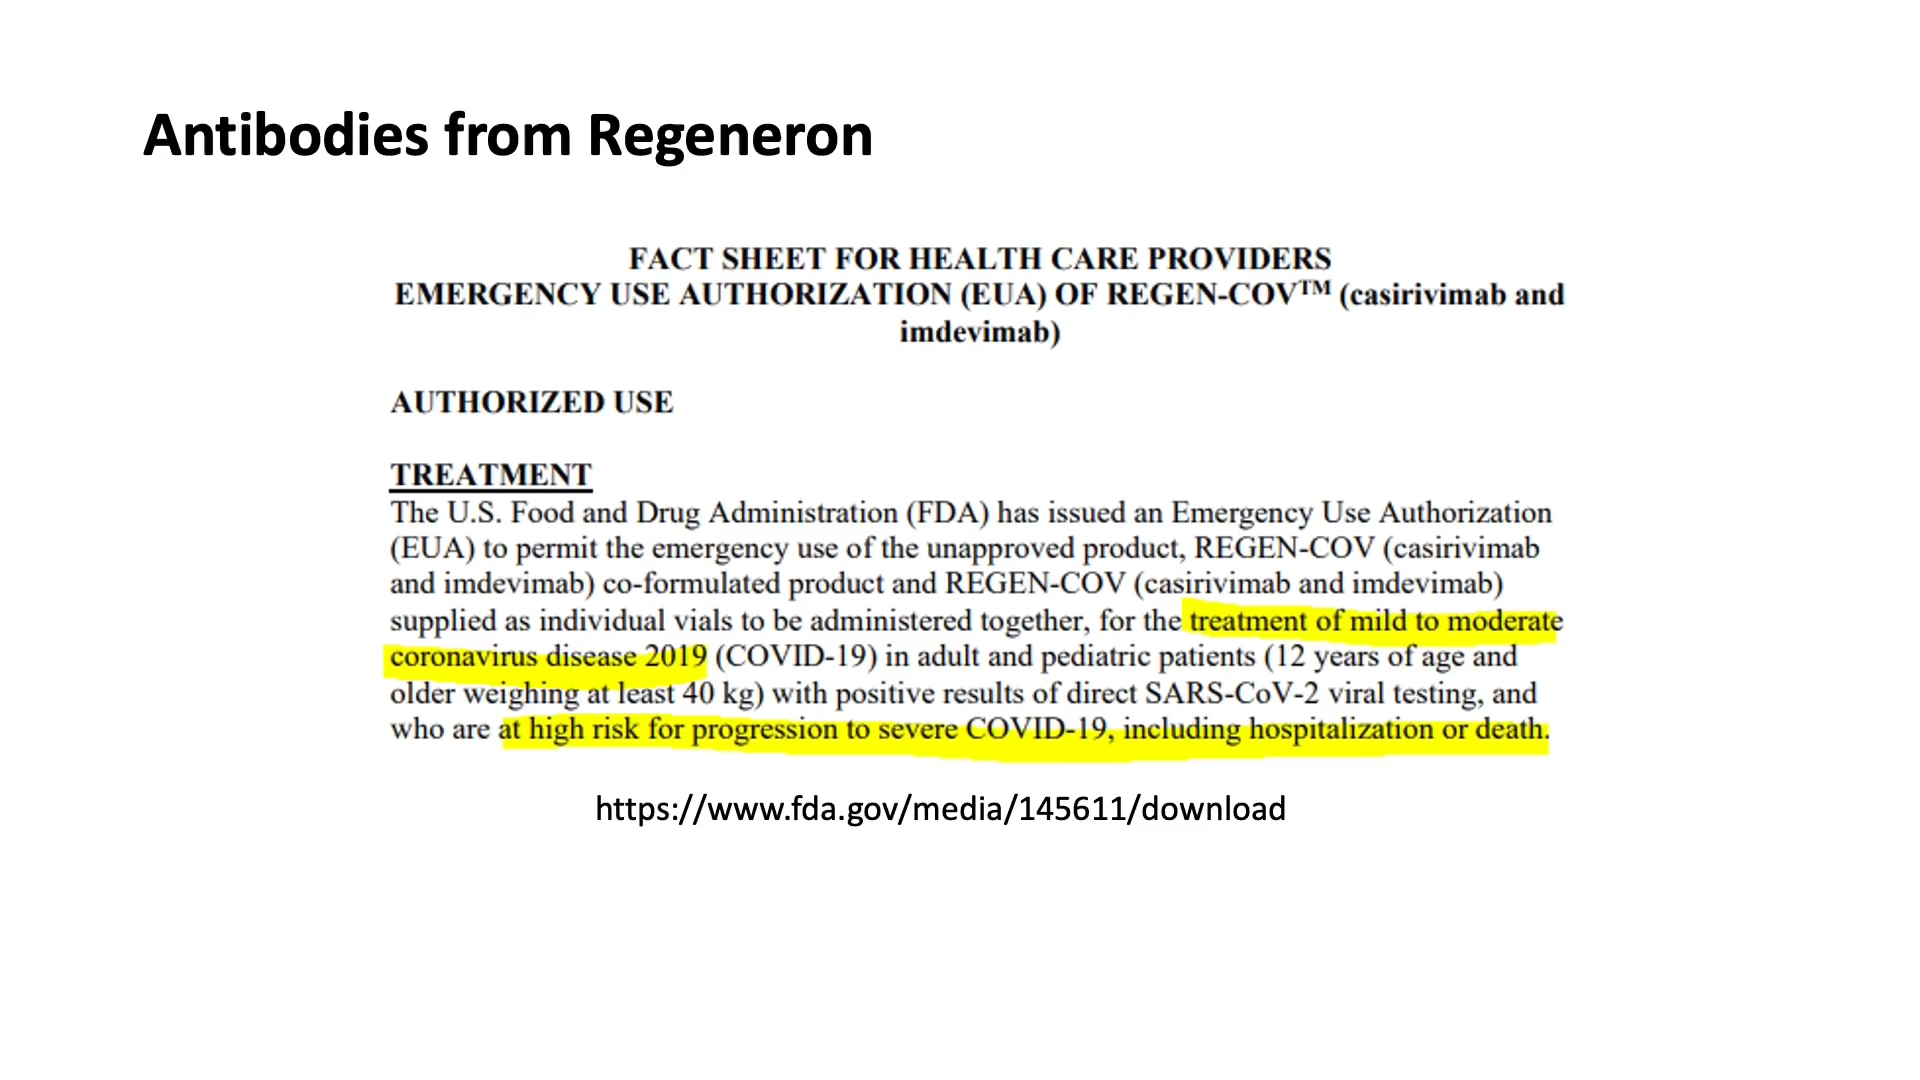 Antibodies from Regeneron
FACT SHEET FOR HEALTH CARE PROVIDERS
EMERGENCY USE AUTHORIZATION (EUA) OF REGEN-COV™ (casirivimab and
imdevimab)
AUTHORIZED USE
TREATMENT
The U.S. Food and Drug Administration (FDA) has issued an Emergency Use Authorization
(EUA) to permit the emergency use of the unapproved product, REGEN-COV (casirivimab
and imdevimab) co-formulated product and REGEN-COV (casirivimab and imdevimab)
supplied as individual vials to be administered together, for the treatment of mild to moderate
coronavirus disease 2019 (COVID-19) in adult and pediatric patients (12 years of age and
older weighing at least 40 kg) with positive results of direct SARS-CoV-2 viral testing, and
who are at high risk for progression to severe COVID-19, including hospitalization or death.
https://www.fda.gov/media/145611/download